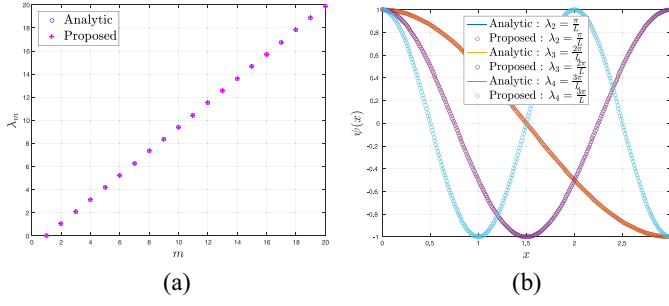 20
18
16
14
12
10
8
6
4
2
0
λ_m
Analytic
Proposed
0 2 4 6 8 10 12 14 16 18 20
m
(a)
1
0.8
0.6
0.4
0.2
0
-0.2
-0.4
-0.6
-0.8
-1
ψ(x)
Analytic : λ₂ = π/L
Proposed : λ₂ = π/L
Analytic : λ₃ = 2π/L
Proposed : λ₃ = 2π/L
Analytic : λ₄ = 3π/L
Proposed : λ₄ = 3π/L
0 0.5 1 1.5 2 2.5
x
(b)